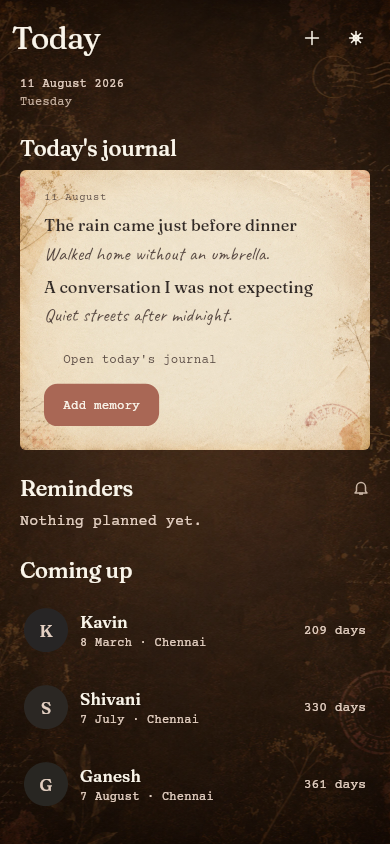 Today
11 August 2026
Tuesday
Today's journal
11 August
The rain came just before dinner
Walked home without an umbrella.
A conversation I was not expecting
Quiet streets after midnight.
Open today's journal
Add memory
Reminders
Nothing planned yet.
Coming up
K
Kavin
8 March · Chennai
209 days
S
Shivani
7 July · Chennai
330 days
G
Ganesh
7 August · Chennai
361 days